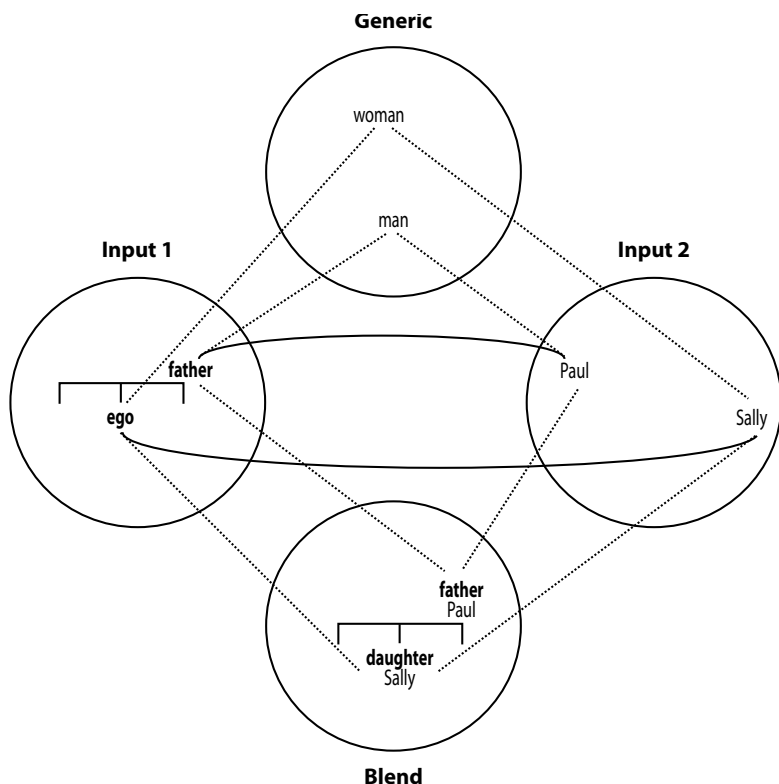 Generic
woman
man
Input 1
Input 2
father
Paul
ego
Sally
father
Paul
daughter
Sally
Blend